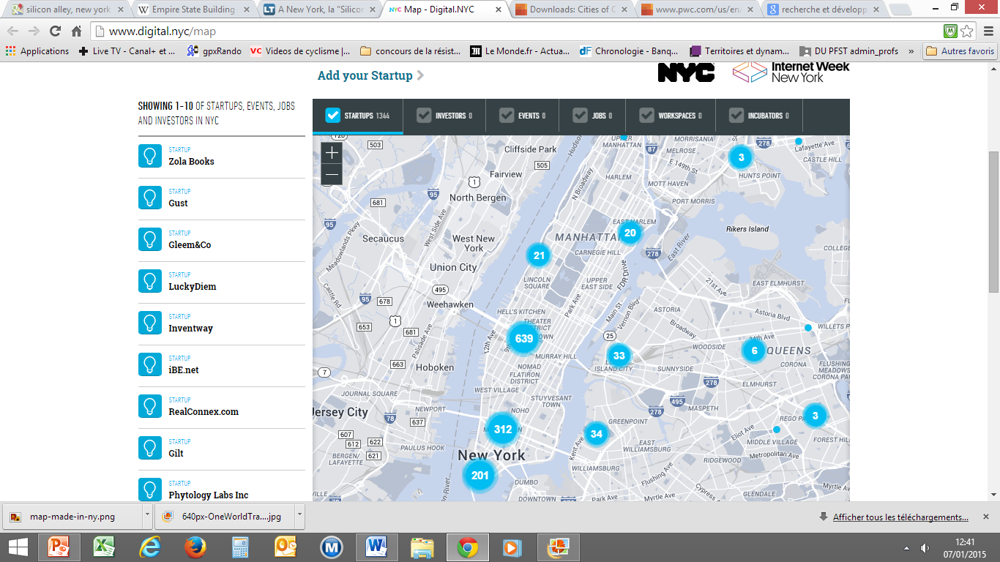 silicon alley, new york
Empire State Building
A New York, la "Silicon
Map - Digital.NYC
Downloads: Cities of C
www.pwc.com/us/en/
recherche et développ
www.digital.nyc/map
Applications
Live TV - Canal+ et ...
gpxRando
Videos de cyclisme |...
concours de la résist...
Le Monde.fr - Actua...
Chronologie - Banq...
Territoires et dynam...
DU PFST admin_profs
»
Autres favoris
Add your Startup
NYC
Internet Week
New York
SHOWING 1-10 OF STARTUPS, EVENTS, JOBS
AND INVESTORS IN NYC
STARTUP
Zola Books
STARTUP
Gust
STARTUP
Gleem&Co
STARTUP
LuckyDiem
STARTUP
Inventway
STARTUP
iBE.net
STARTUP
RealConnex.com
STARTUP
Gilt
STARTUP
Phytology Labs Inc
STARTUPS 1344
INVESTORS 0
EVENTS 0
JOBS 0
WORKSPACES 0
INCUBATORS 0
+
−
120
503
Cliffside Park
Hudson
UPPER
MANHATTAN
87
MORRISANIA
MELROSE
278
Lafayette Ave
CASTLE HILL
505
E 149th St
3
HUNTS POINT
1
Fairview
N Broadway
HARLEM
MOTT HAVEN
95
North Bergen
681
PORT MORRIS
95
West Side Ave
EAST HARLEM
20
Rikers Island
Meadowlands Pkwy
Secaucus
West New
York
MANHATTAN
CARNEGIE HILL
East River
278
COLLEGE
21
Union City
LINCOLN
SQUARE
UPPER
EAST SIDE
FDR Drive
21st Ave
EAST ELMHURST
Castle Rd
495
95
678
Weehawken
Park Ave
Main St
Vernon Blvd
ASTORIA
Astoria Blvd
1
HELL'S KITCHEN
THEATER
DISTRICT
Broadway
WILLETS P
653
681
Palisade Ave
12th Ave
639
25
WOODSIDE
34th Ave
MURRAY HILL
33
6
QUEENS
663
Hoboken
NOMAD
FLATIRON
DISTRICT
ISLAND CITY
SUNNYSIDE
CORONA
FLUSHING
MEADOWS
CORONA PA
7
278
ELMHURST
WEST VILLAGE
STUYVESANT
TOWN
JOURNAL SQUARE
495
MASPETH
NEWPORT
NOHO
278
REGO PARK
3
Jersey City
78
637
312
GREENPOINT
34
Eliot Ave
607
612
622
PAULUS HOOK
Kent Ave
EAST
WILLIAMSBURG
MIDDLE VILLAGE
FOREST HILL
BERGEN/
LAFAYETTE
621
New York
RIDGEWOOD
Metropolitan Ave
WILLIAMSBURG
201
DUMBO
Flushing Ave
Cypress
GLENDALE
Myrtle Av
DOWNTOWN
Park Ave
Myrtle Ave
map-made-in-ny.png
640px-OneWorldTra....jpg
Afficher tous les téléchargements...
12:41
07/01/2015